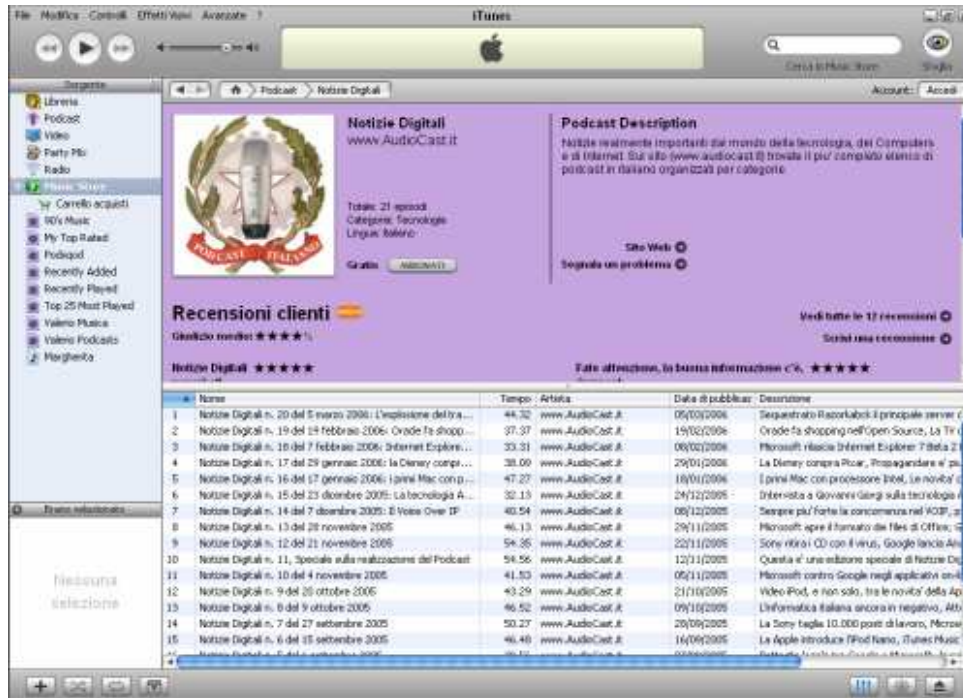 File Modifica Controlli Effetti Visivi Avanzate ?
iTunes
Cerca in Music Store
Sfoglia
Sorgente
Libreria
Podcast
Video
Party Mix
Radio
Music Store
Carrello acquisti
90's Music
My Top Rated
Podiqod
Recently Added
Recently Played
Top 25 Most Played
Valerio Musica
Valerio Podcasts
Margherita
Podcast Notizie Digitali
Account: Accedi
PODCAST ITALIANO
Notizie Digitali
www.AudioCast.it
Totale: 21 episodi
Categoria: Tecnologie
Lingua: Italiano
Gratis ABBONATI
Podcast Description
Notizie realmente importanti dal mondo della tecnologia, dei Computers
e di Internet. Sul sito (www.audiocast.it) trovate il piu' completo elenco di
podcast in italiano organizzati per categorie
Sito Web
Segnala un problema
Recensioni clienti
Vedi tutte le 12 recensioni
Giudizio medio: ★★★★½
Scrivi una recensione
Notizie Digitali ★★★★★
Fate attenzione, la buona informazione c'è, ★★★★★
Nome Tempo Artista Data di pubblicaz Descrizione
1 Notizie Digitali n. 20 del 5 marzo 2006: L'esplosione del tra... 44.32 www.AudioCast.it 05/03/2006 Sequestrato Razorback il principale server
2 Notizie Digitali n. 19 del 19 febbraio 2006: Oracle fa shopp... 37.37 www.AudioCast.it 19/02/2006 Oracle fa shopping nell'Open Source, La TV
3 Notizie Digitali n. 18 del 7 febbraio 2006: Internet Explore... 33.31 www.AudioCast.it 08/02/2006 Microsoft rilascia Internet Explorer 7 Beta 2
4 Notizie Digitali n. 17 del 29 gennaio 2006: la Disney compr... 38.09 www.AudioCast.it 29/01/2006 La Disney compra Pixar, Propagandare e' pu
5 Notizie Digitali n. 16 del 17 gennaio 2006: i primi Mac con p... 47.27 www.AudioCast.it 18/01/2006 I primi Mac con processore Intel, Le novita' c
6 Notizie Digitali n. 15 del 23 dicembre 2005: La tecnologia A... 32.13 www.AudioCast.it 24/12/2005 Intervista a Giovanni Giorgi sulla tecnologia
7 Notizie Digitali n. 14 del 7 dicembre 2005: Il Voice Over IP 40.54 www.AudioCast.it 08/12/2005 Sempre piu' forte la concorrenza nel VOIP,
8 Notizie Digitali n. 13 del 28 novembre 2005 46.13 www.AudioCast.it 29/11/2005 Microsoft apre il formato dei files di Office,
9 Notizie Digitali n. 12 del 21 novembre 2005 54.35 www.AudioCast.it 22/11/2005 Sony ritira i CD con il virus, Google lancia
10 Notizie Digitali n. 11, Speciale sulla realizzazione del Podcast 54.56 www.AudioCast.it 12/11/2005 Questa e' una edizione speciale di Notizie
11 Notizie Digitali n. 10 del 4 novembre 2005 41.53 www.AudioCast.it 05/11/2005 Microsoft contro Google negli applicativi
12 Notizie Digitali n. 9 del 20 ottobre 2005 43.29 www.AudioCast.it 21/10/2005 Video iPod, e non solo, tra le novita' della
13 Notizie Digitali n. 8 del 9 ottobre 2005 46.52 www.AudioCast.it 09/10/2005 L'informatica italiana ancora in negativo,
14 Notizie Digitali n. 7 del 27 settembre 2005 50.27 www.AudioCast.it 28/09/2005 La Sony taglia 10.000 posti di lavoro,
15 Notizie Digitali n. 6 del 15 settembre 2005 46.48 www.AudioCast.it 16/09/2005 La Apple introduce l'iPod Nano, iTunes Music
Brano selezionato
Nessuna
selezione